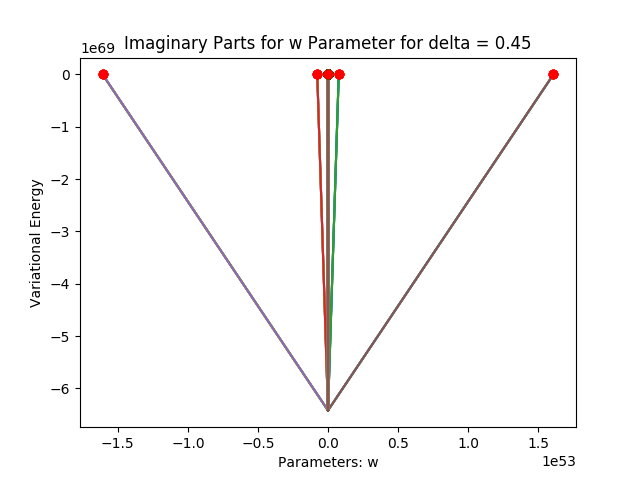 Imaginary Parts for w Parameter for delta = 0.45
1e69
0
−1
−2
−3
−4
−5
−6
Variational Energy
−1.5
−1.0
−0.5
0.0
0.5
1.0
1.5
1e53
Parameters: w